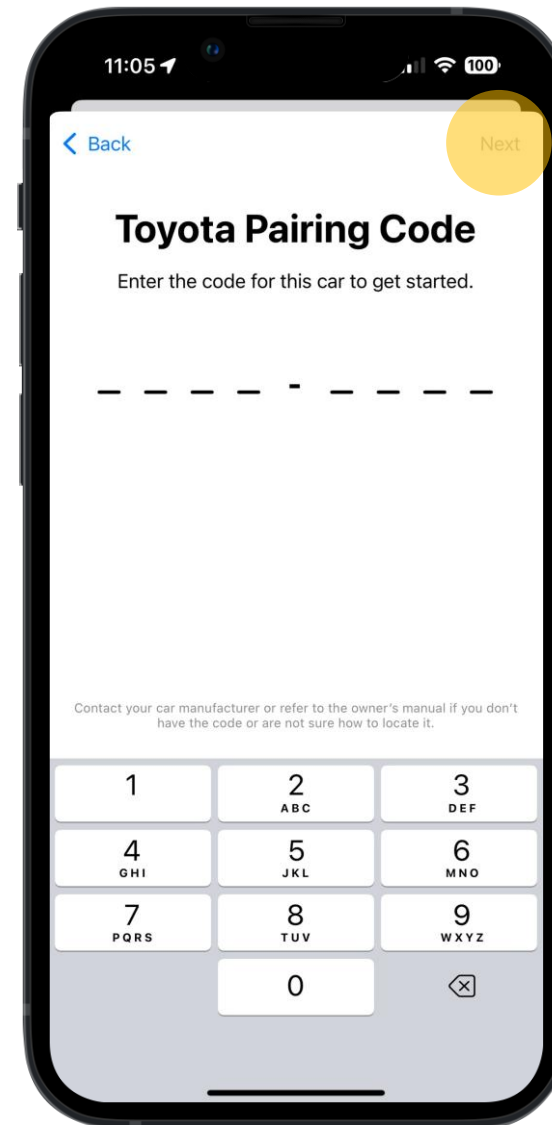 11:05
100
Back
Next
Toyota Pairing Code
Enter the code for this car to get started.
_ _ _ _ - _ _ _ _
Contact your car manufacturer or refer to the owner's manual if you don't
have the code or are not sure how to locate it.
1 2 3
ABC DEF
4 5 6
GHI JKL MNO
7 8 9
PQRS TUV WXYZ
0